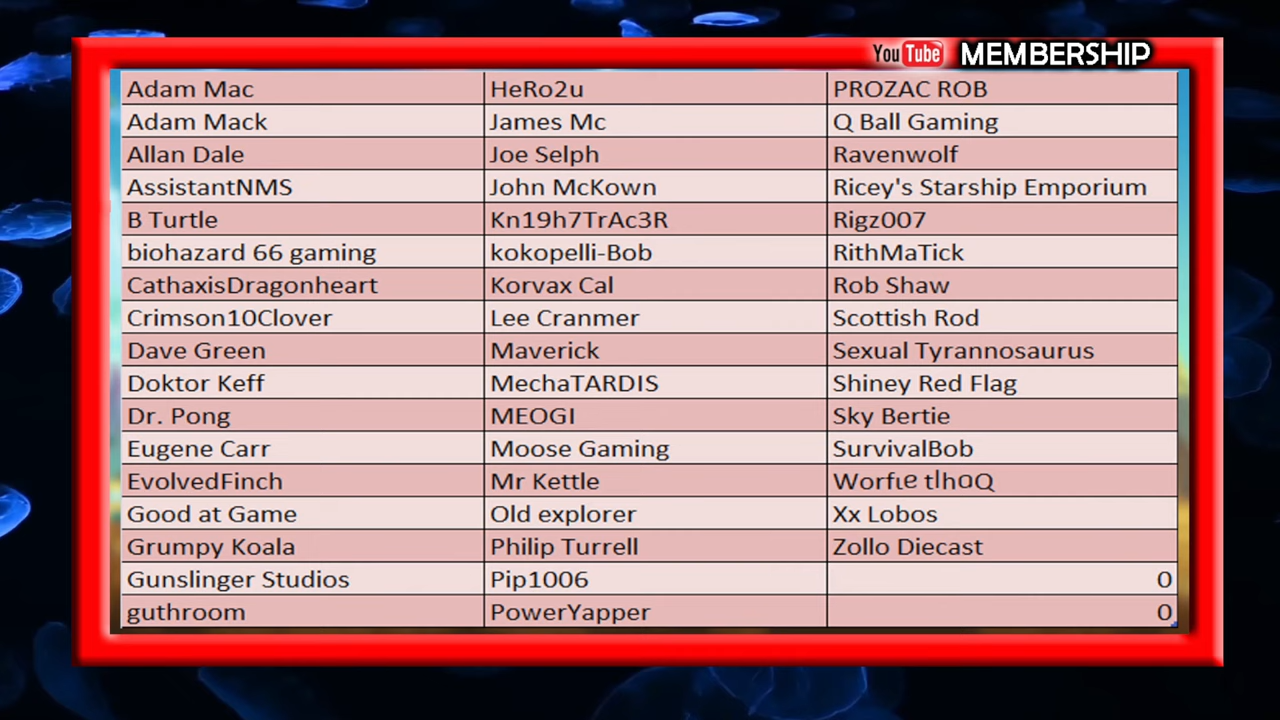 YouTube MEMBERSHIP
Adam Mac HeRo2u PROZAC ROB
Adam Mack James Mc Q Ball Gaming
Allan Dale Joe Selph Ravenwolf
AssistantNMS John McKown Ricey's Starship Emporium
B Turtle Kn19h7TrAc3R Rigz007
biohazard 66 gaming kokopelli-Bob RithMaTick
CathaxisDragonheart Korvax Cal Rob Shaw
Crimson10Clover Lee Cranmer Scottish Rod
Dave Green Maverick Sexual Tyrannosaurus
Doktor Keff MechaTARDIS Shiney Red Flag
Dr. Pong MEOGI Sky Bertie
Eugene Carr Moose Gaming SurvivalBob
EvolvedFinch Mr Kettle Worfιҽ tlhσQ
Good at Game Old explorer Xx Lobos
Grumpy Koala Philip Turrell Zollo Diecast
Gunslinger Studios Pip1006 0
guthroom PowerYapper 0